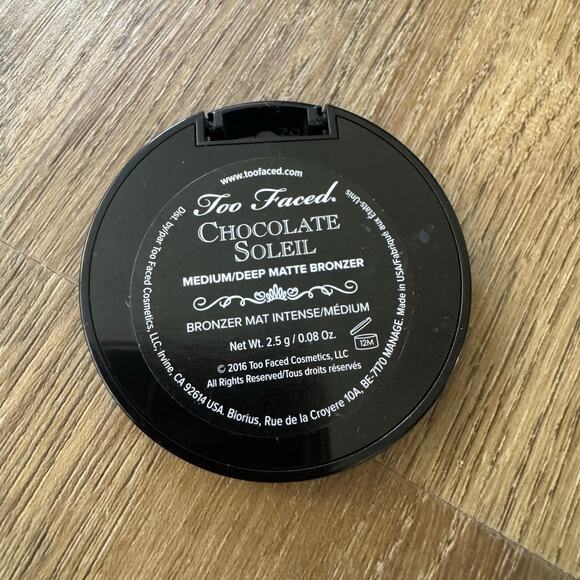 www.toofaced.com
Too Faced.
CHOCOLATE
SOLEIL
MEDIUM/DEEP MATTE BRONZER
BRONZER MAT INTENSE/MÉDIUM
Net Wt. 2.5 g / 0.08 Oz.
12M
© 2016 Too Faced Cosmetics, LLC
All Rights Reserved/Tous droits réservés
Dist. by/par Too Faced Cosmetics, LLC, Irvine, CA 92614 USA. Biorius, Rue de la Croyere 10A, BE-7170 MANAGE. Made in USA/Fabriqué aux États-Unis